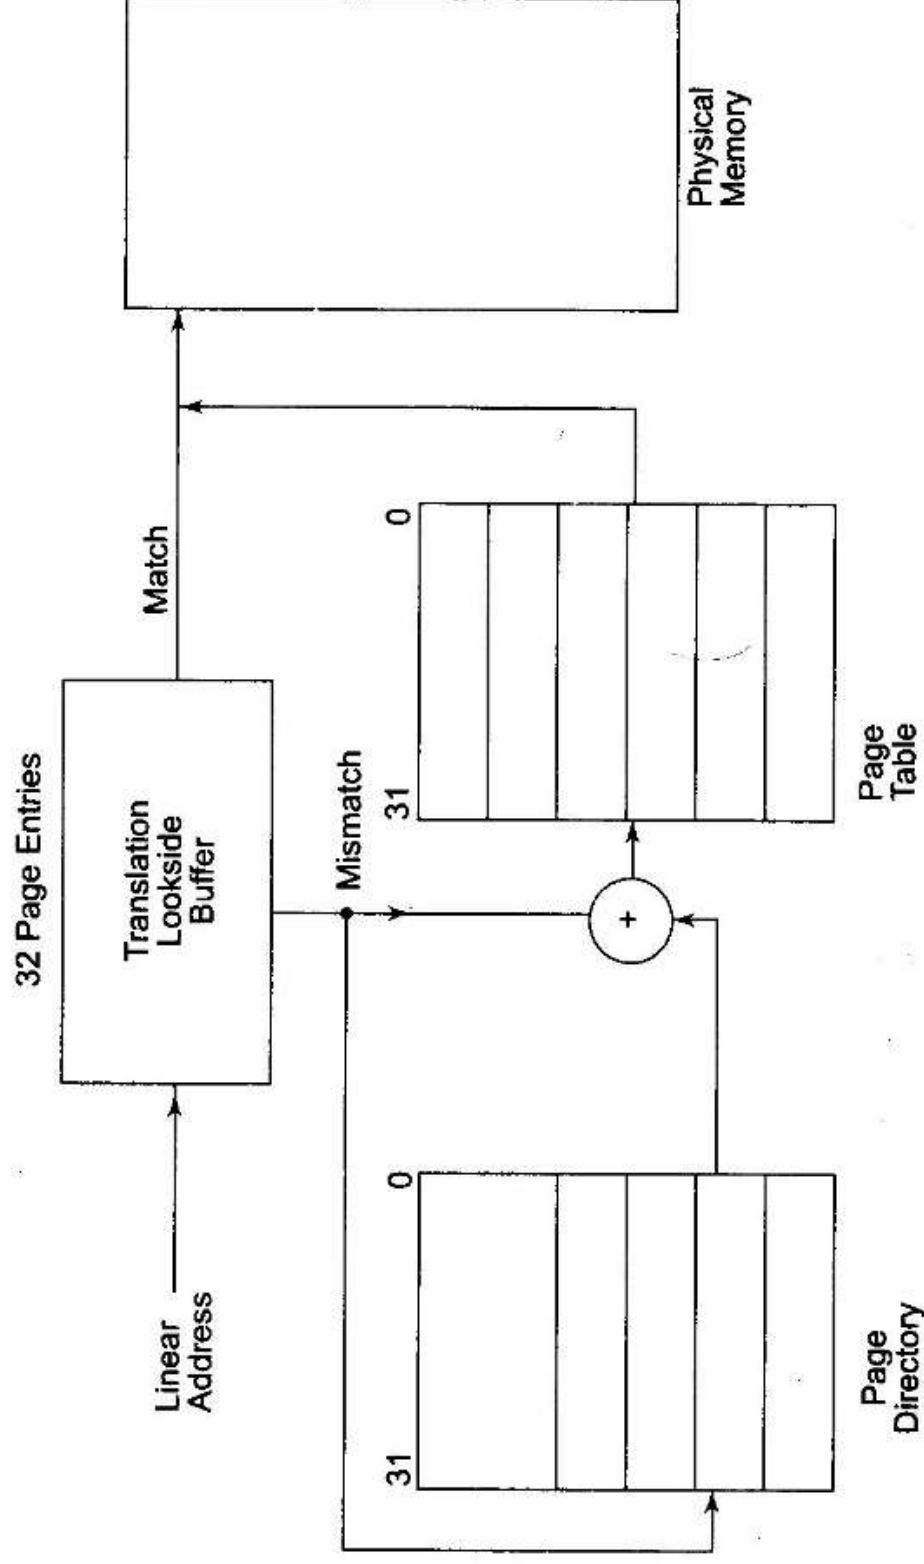 32 Page Entries
Linear
Address
Translation
Lookside
Buffer
Match
Mismatch
Physical
Memory
31
0
31
0
+
Page
Directory
Page
Table